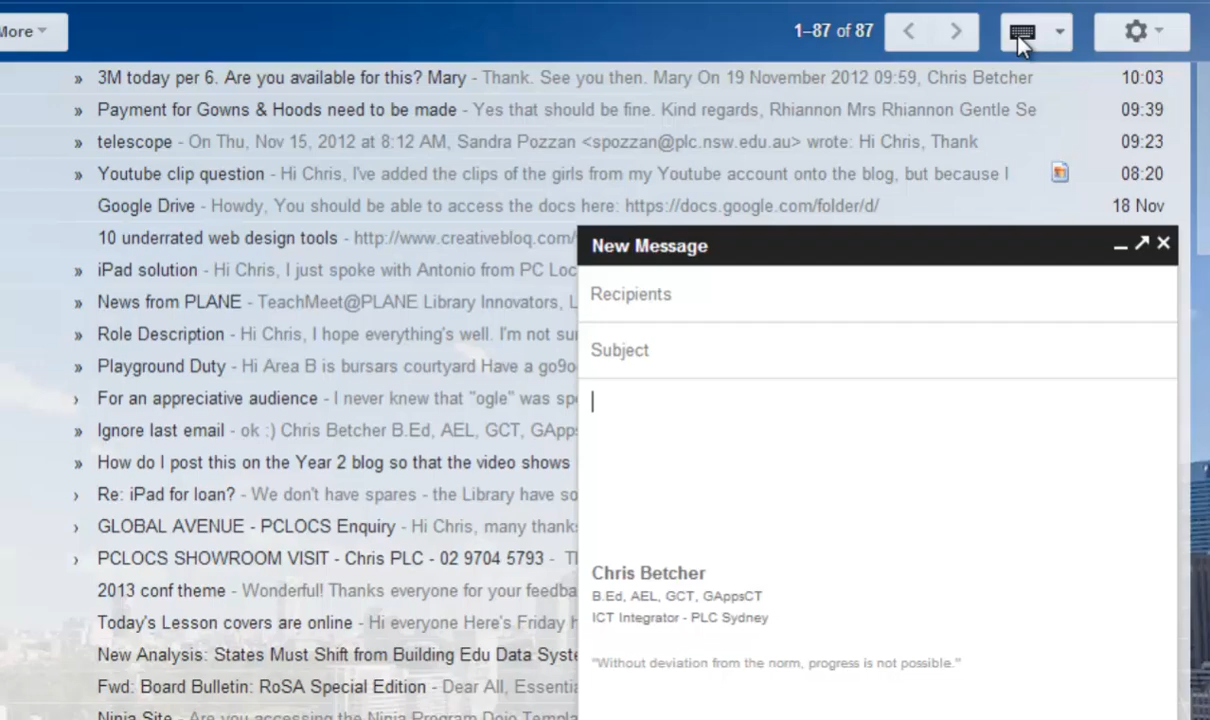 More
1–87 of 87
» 3M today per 6. Are you available for this? Mary - Thank. See you then. Mary On 19 November 2012 09:59, Chris Betcher 10:03
» Payment for Gowns & Hoods need to be made - Yes that should be fine. Kind regards, Rhiannon Mrs Rhiannon Gentle Se 09:39
» telescope - On Thu, Nov 15, 2012 at 8:12 AM, Sandra Pozzan <spozzan@plc.nsw.edu.au> wrote: Hi Chris, Thank 09:23
» Youtube clip question - Hi Chris, I've added the clips of the girls from my Youtube account onto the blog, but because I 08:20
Google Drive - Howdy, You should be able to access the docs here: https://docs.google.com/folder/d/ 18 Nov
10 underrated web design tools - http://www.creativebloq.com/
» iPad solution - Hi Chris, I just spoke with Antonio from PC Loc
» News from PLANE - TeachMeet@PLANE Library Innovators, L
» Role Description - Hi Chris, I hope everything's well. I'm not su
» Playground Duty - Hi Area B is bursars courtyard Have a go9o
› For an appreciative audience - I never knew that "ogle" was spe
» Ignore last email - ok :) Chris Betcher B.Ed, AEL, GCT, GApps
» How do I post this on the Year 2 blog so that the video shows
› Re: iPad for loan? - We don't have spares - the Library have so
› GLOBAL AVENUE - PCLOCS Enquiry - Hi Chris, many thank
› PCLOCS SHOWROOM VISIT - Chris PLC - 02 9704 5793 - T
2013 conf theme - Wonderful! Thanks everyone for your feedba
Today's Lesson covers are online - Hi everyone Here's Friday
New Analysis: States Must Shift from Building Edu Data Syste
Fwd: Board Bulletin: RoSA Special Edition - Dear All, Essentia
Ninja Site - Are you accessing the Ninja Program Dojo Templa
New Message
Recipients
Subject
Chris Betcher
B.Ed, AEL, GCT, GAppsCT
ICT Integrator - PLC Sydney
"Without deviation from the norm, progress is not possible."